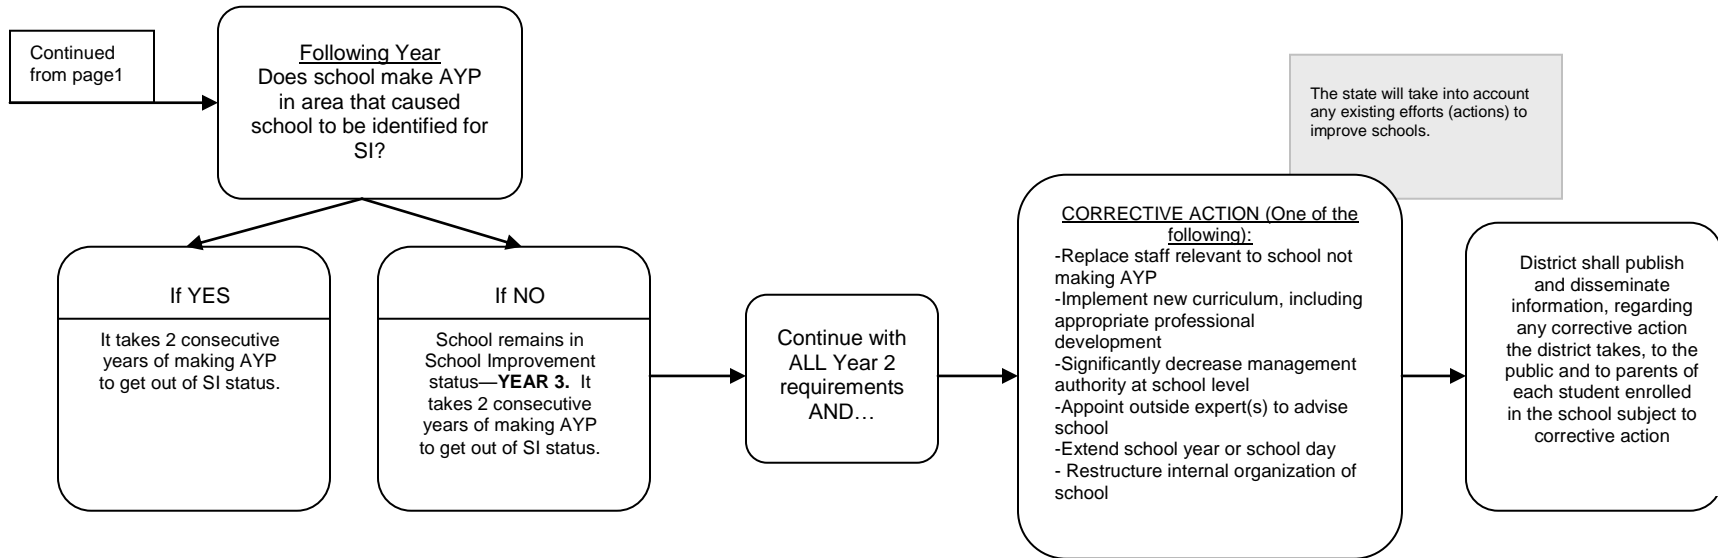 Continued
from page1
Following Year
Does school make AYP
in area that caused
school to be identified for
SI?
If YES
It takes 2 consecutive
years of making AYP
to get out of SI status.
If NO
School remains in
School Improvement
status—YEAR 3. It
takes 2 consecutive
years of making AYP
to get out of SI status.
Continue with
ALL Year 2
requirements
AND…
The state will take into account
any existing efforts (actions) to
improve schools.
CORRECTIVE ACTION (One of the
following):
-Replace staff relevant to school not
making AYP
-Implement new curriculum, including
appropriate professional
development
-Significantly decrease management
authority at school level
-Appoint outside expert(s) to advise
school
-Extend school year or school day
- Restructure internal organization of
school
District shall publish
and disseminate
information, regarding
any corrective action
the district takes, to the
public and to parents of
each student enrolled
in the school subject to
corrective action